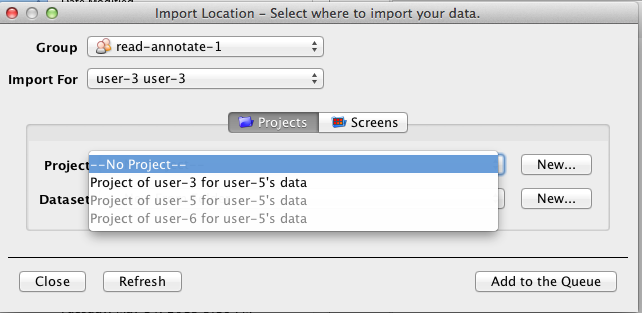 Import Location – Select where to import your data.
Group read-annotate-1
Import For user-3 user-3
Projects Screens
Project --No Project-- New...
Project of user-3 for user-5's data
Dataset Project of user-5 for user-5's data New...
Project of user-6 for user-5's data
Close Refresh Add to the Queue